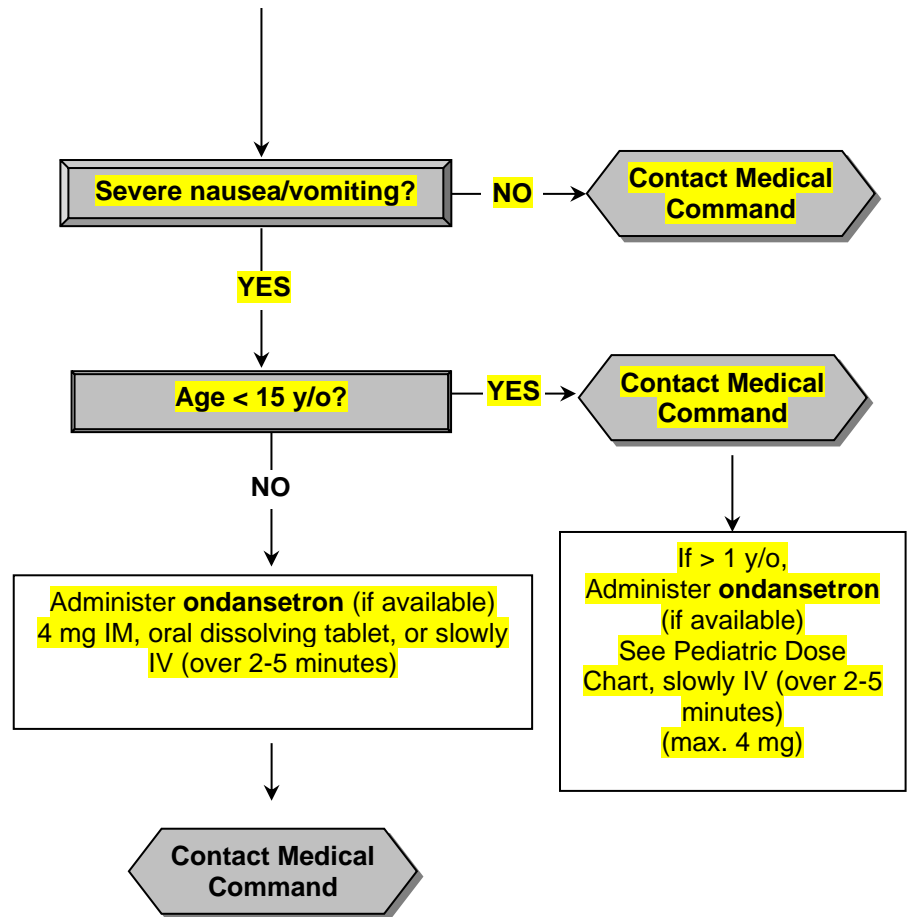 Severe nausea/vomiting?
NO
Contact Medical
Command
YES
Age < 15 y/o?
YES
Contact Medical
Command
NO
Administer ondansetron (if available)
4 mg IM, oral dissolving tablet, or slowly
IV (over 2-5 minutes)
If > 1 y/o,
Administer ondansetron
(if available)
See Pediatric Dose
Chart, slowly IV (over 2-5
minutes)
(max. 4 mg)
Contact Medical
Command